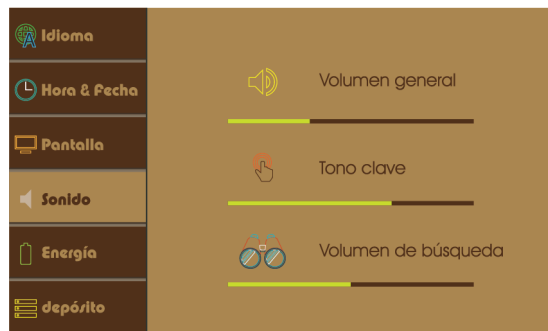 Idioma
Hora & Fecha
Pantalla
Sonido
Energía
depósito
Volumen general
Tono clave
Volumen de búsqueda